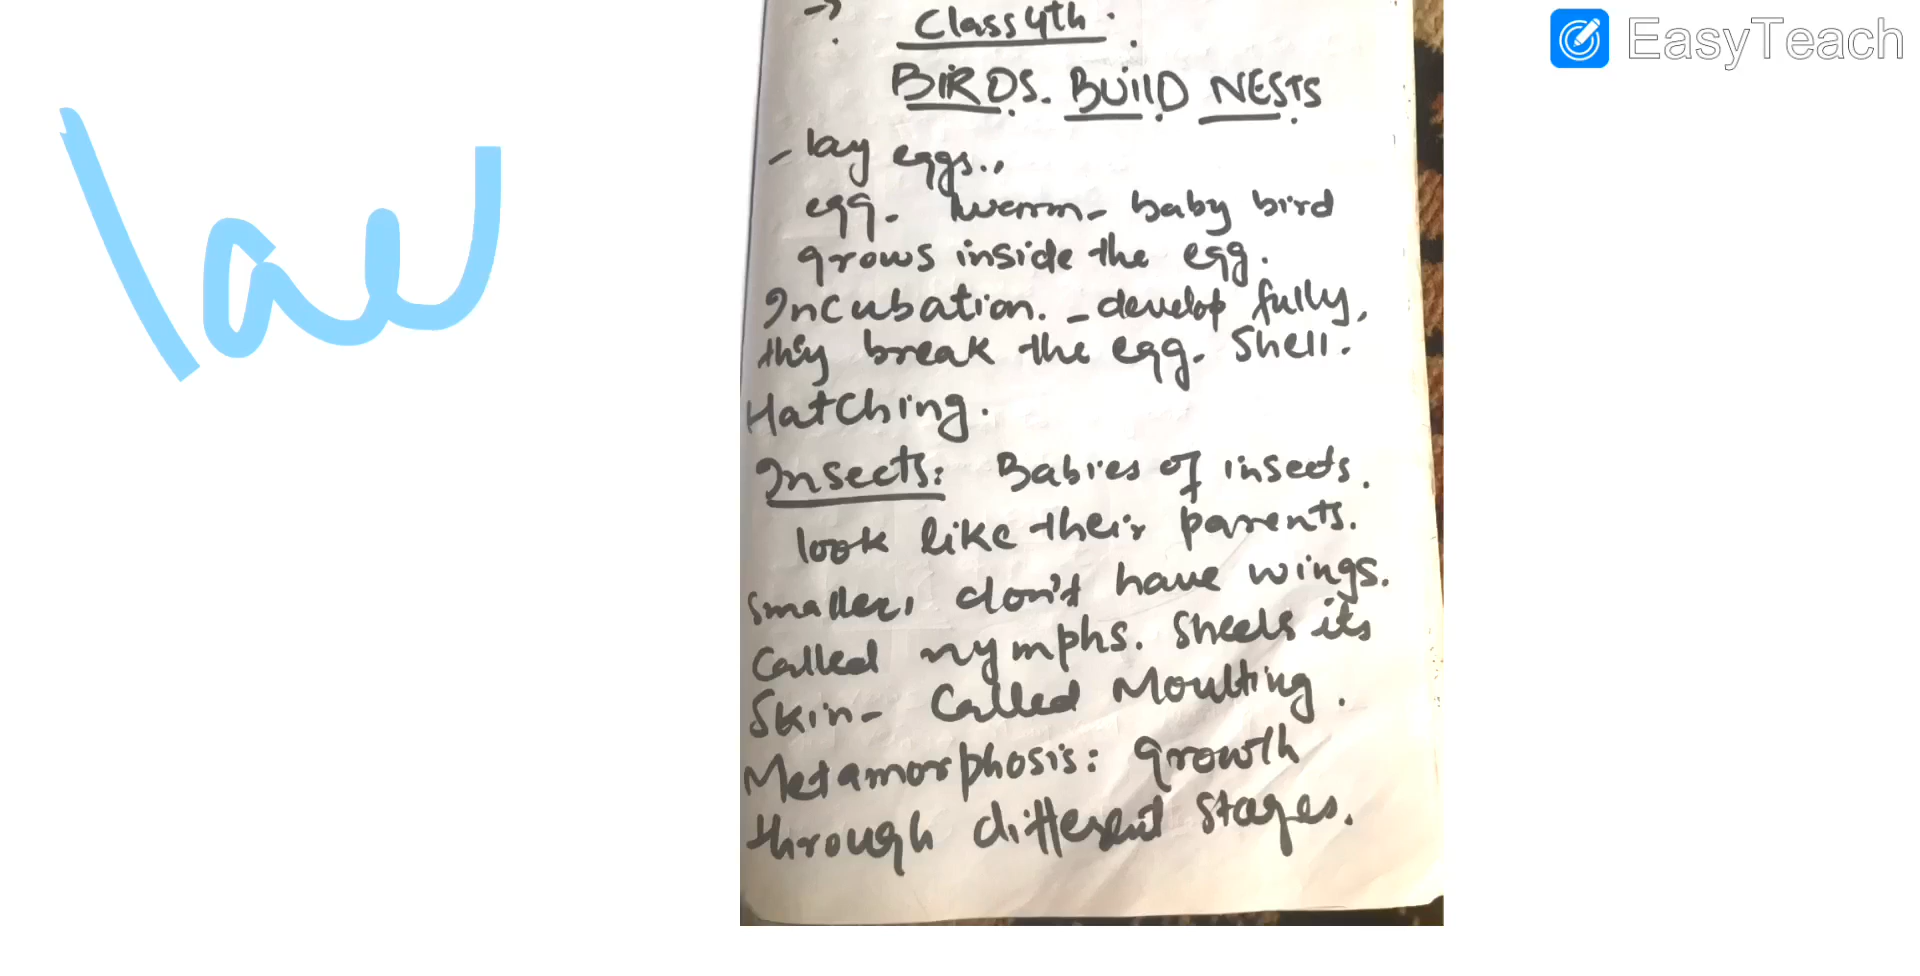 Class 4th.
BIRDS. BUILD NESTS
- lay eggs..
egg. warm- baby bird
grows inside the egg.
Incubation. - develop fully,
they break the egg. Shell.
Hatching.
Insects: Babies of insects.
look like their parents.
smaller, don't have wings.
Called nymphs. Sheds its
Skin- Called Moulting.
Metamorphosis: growth
through different stages.
EasyTeach